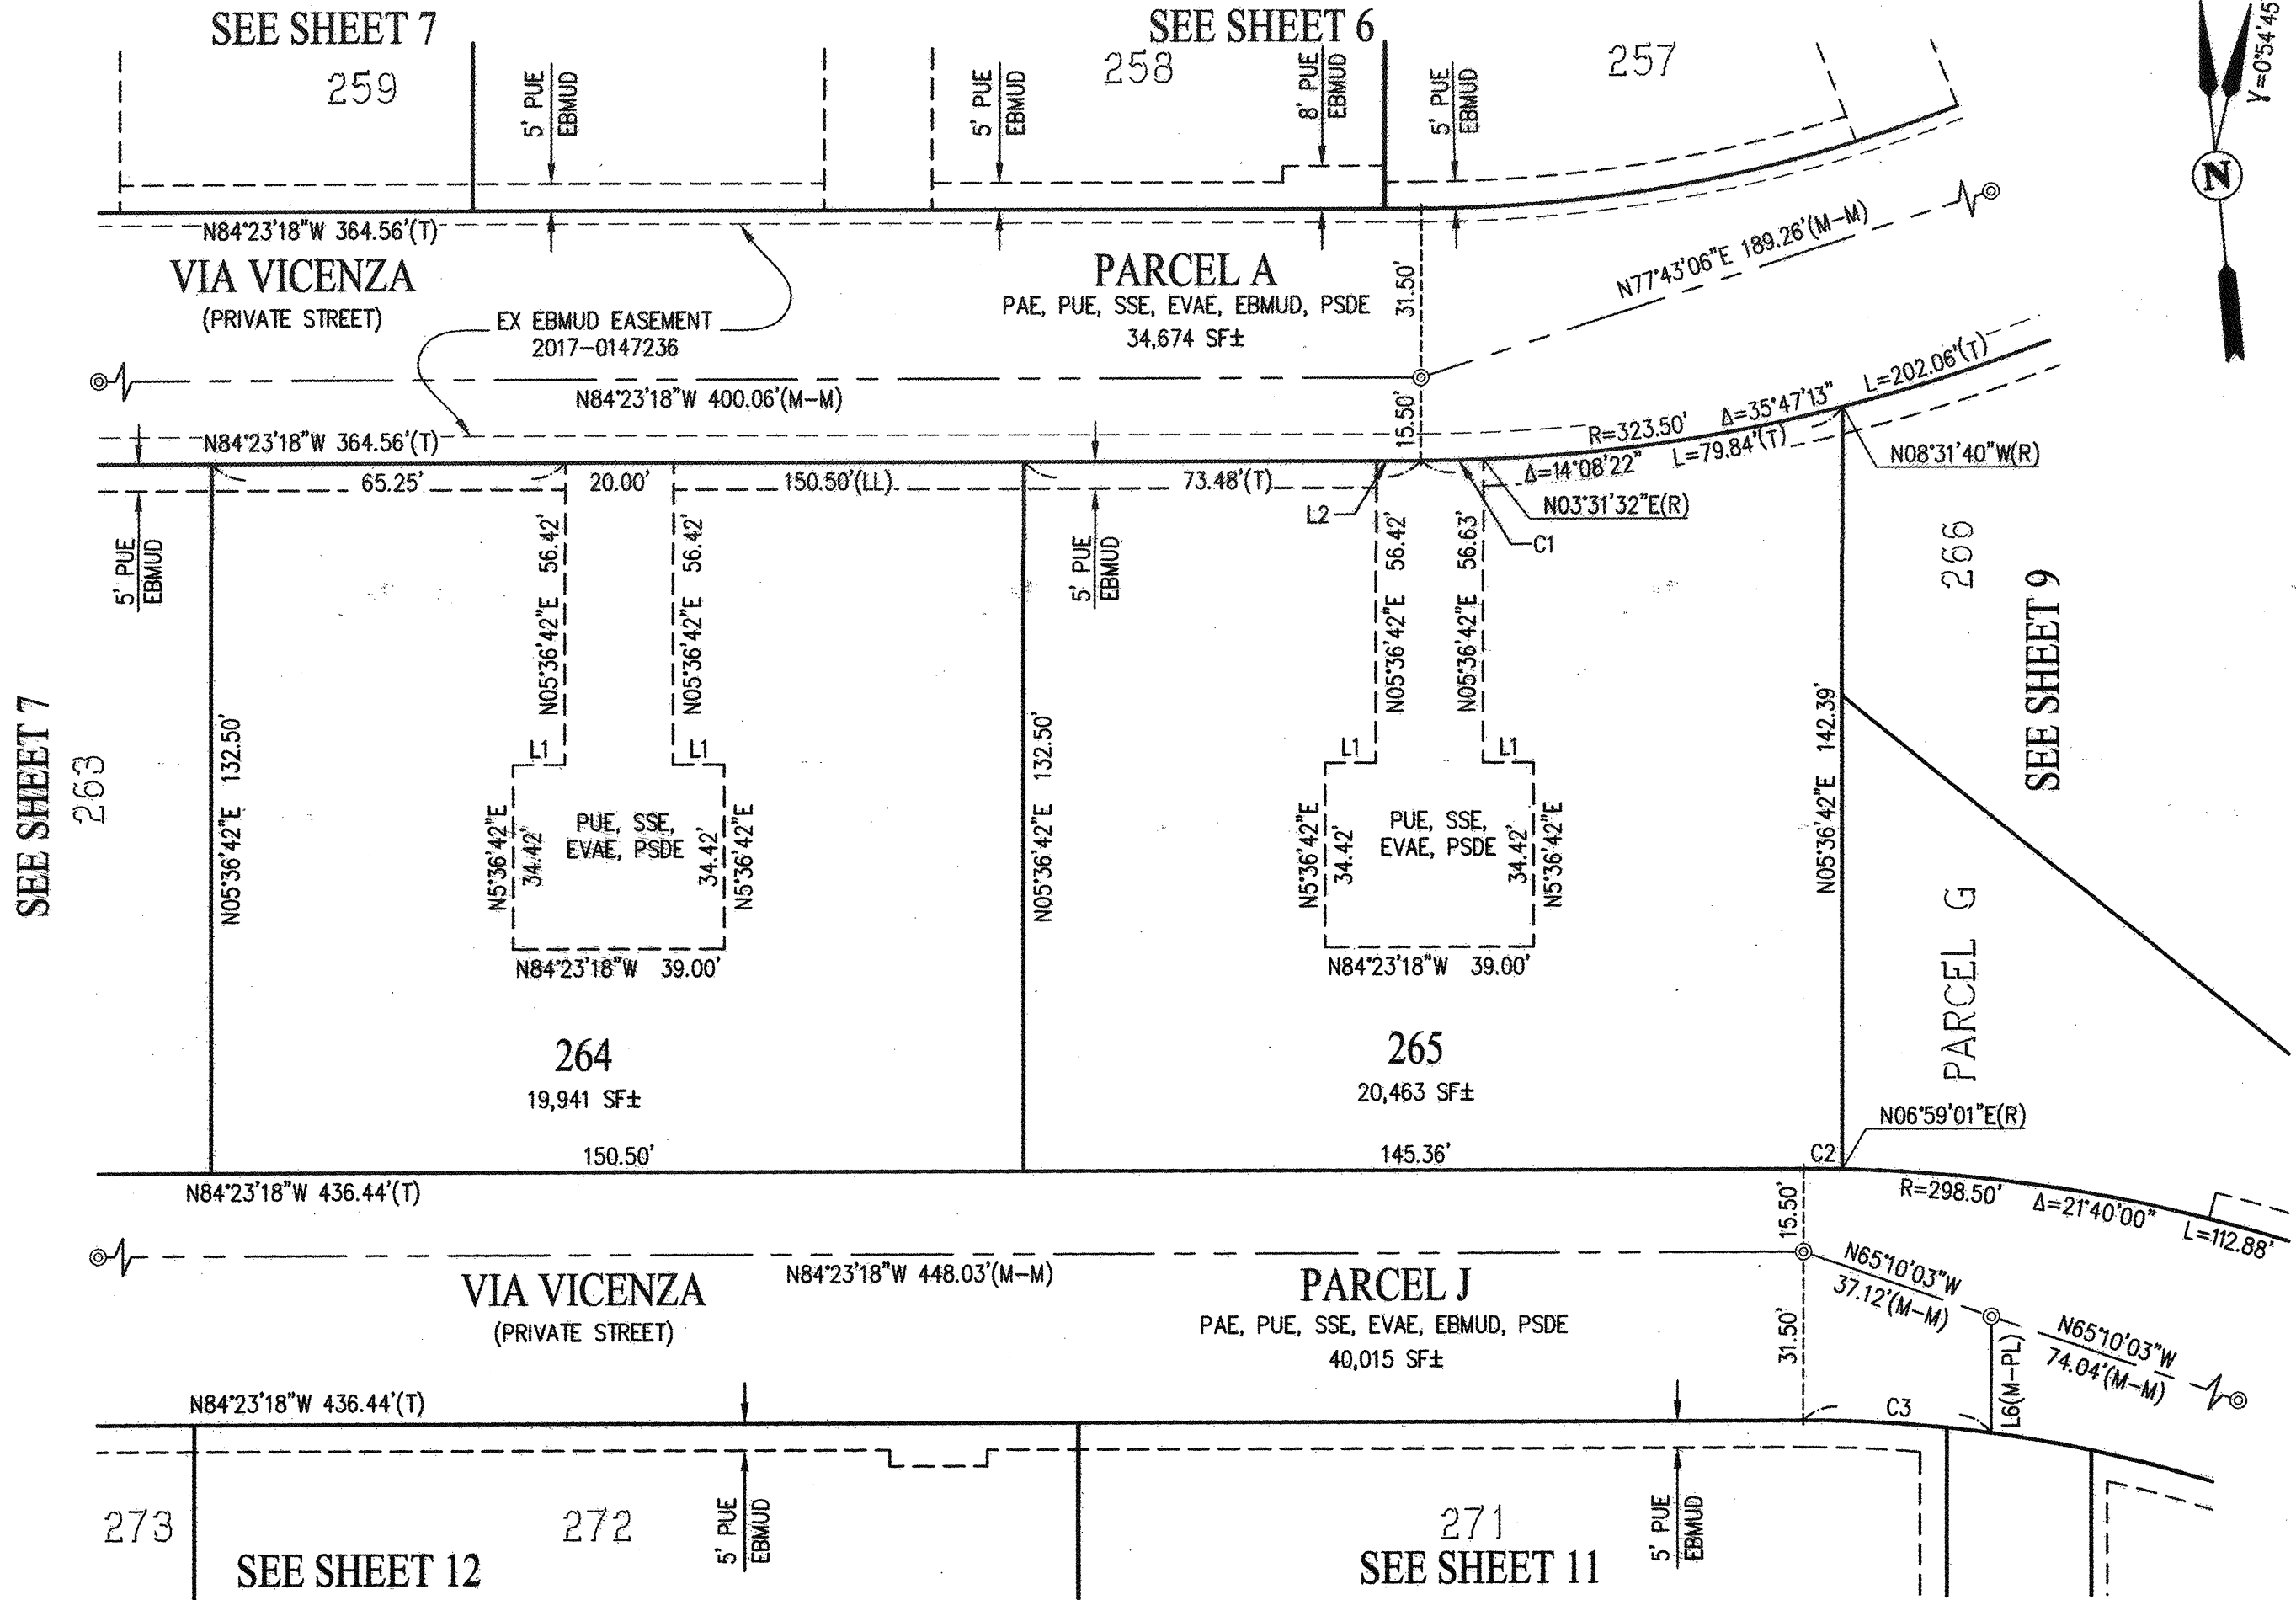 SEE SHEET 7
SEE SHEET 6
259
258
257
5' PUE
EBMUD
5' PUE
EBMUD
8' PUE
EBMUD
5' PUE
EBMUD
γ=0°54'45
N
N84°23'18"W 364.56'(T)
VIA VICENZA
(PRIVATE STREET)
EX EBMUD EASEMENT
2017-0147236
PARCEL A
PAE, PUE, SSE, EVAE, EBMUD, PSDE
34,674 SF±
31.50'
N77°43'06"E 189.26'(M-M)
N84°23'18"W 400.06'(M-M)
15.50'
N84°23'18"W 364.56'(T)
R=323.50' Δ=35°47'13" L=202.06'(T)
Δ=14°08'22" L=79.84'(T)
N08°31'40"W(R)
65.25'
20.00'
150.50'(LL)
73.48'(T)
L2
N03°31'32"E(R)
C1
5' PUE
EBMUD
5' PUE
EBMUD
N05°36'42"E 56.42'
N05°36'42"E 56.42'
N05°36'42"E 56.42'
N05°36'42"E 56.63'
266
SEE SHEET 9
SEE SHEET 7
263
N05°36'42"E 132.50'
L1
L1
N05°36'42"E 132.50'
L1
L1
N05°36'42"E 142.39'
N5°36'42"E
34.42'
PUE, SSE,
EVAE, PSDE
34.42'
N5°36'42"E
N5°36'42"E
34.42'
PUE, SSE,
EVAE, PSDE
34.42'
N5°36'42"E
N84°23'18"W 39.00'
N84°23'18"W 39.00'
PARCEL G
264
19,941 SF±
265
20,463 SF±
N06°59'01"E(R)
150.50'
145.36'
C2
N84°23'18"W 436.44'(T)
R=298.50' Δ=21°40'00" L=112.88'
15.50'
N84°23'18"W 448.03'(M-M)
VIA VICENZA
(PRIVATE STREET)
PARCEL J
PAE, PUE, SSE, EVAE, EBMUD, PSDE
40,015 SF±
31.50'
N65°10'03"W
37.12'(M-M)
N65°10'03"W
74.04'(M-M)
L6(M-PL)
N84°23'18"W 436.44'(T)
C3
273
272
5' PUE
EBMUD
271
5' PUE
EBMUD
SEE SHEET 12
SEE SHEET 11